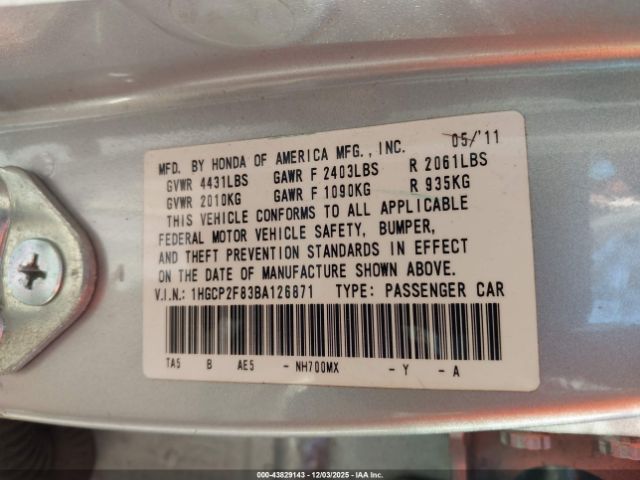 MFD. BY HONDA OF AMERICA MFG., INC. 05/'11
GVWR 4431LBS GAWR F 2403LBS R 2061LBS
GVWR 2010KG GAWR F 1090KG R 935KG
THIS VEHICLE CONFORMS TO ALL APPLICABLE
FEDERAL MOTOR VEHICLE SAFETY, BUMPER,
AND THEFT PREVENTION STANDARDS IN EFFECT
ON THE DATE OF MANUFACTURE SHOWN ABOVE.
V.I.N.: 1HGCP2F83BA126871 TYPE: PASSENGER CAR
TA5 B AE5 - NH700MX - Y - A
000-43829143 - 12/03/2025 - IAA Inc.